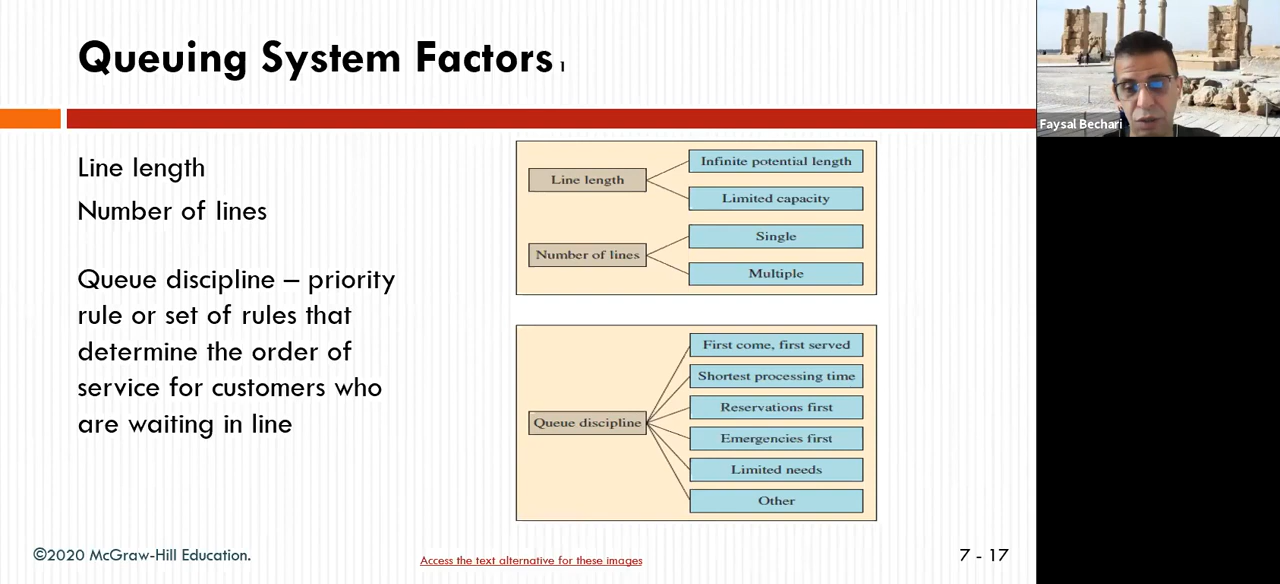 Queuing System Factors 1
Faysal Bechari
Line length
Number of lines
Queue discipline – priority
rule or set of rules that
determine the order of
service for customers who
are waiting in line
Line length
Infinite potential length
Limited capacity
Number of lines
Single
Multiple
Queue discipline
First come, first served
Shortest processing time
Reservations first
Emergencies first
Limited needs
Other
©2020 McGraw-Hill Education.
Access the text alternative for these images
7 - 17